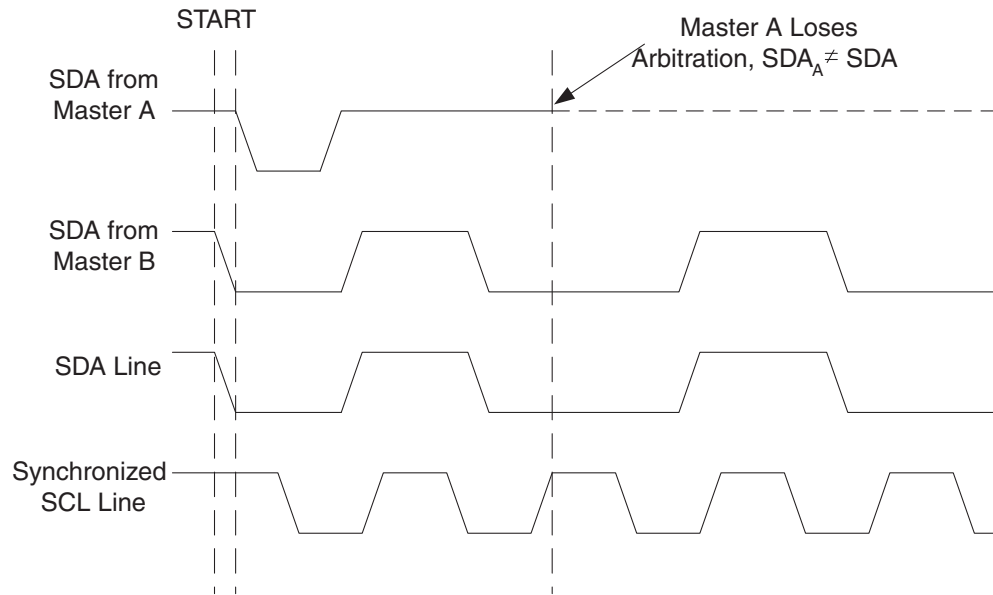 START
Master A Loses
Arbitration, SDA_A ≠ SDA
SDA from
Master A
SDA from
Master B
SDA Line
Synchronized
SCL Line